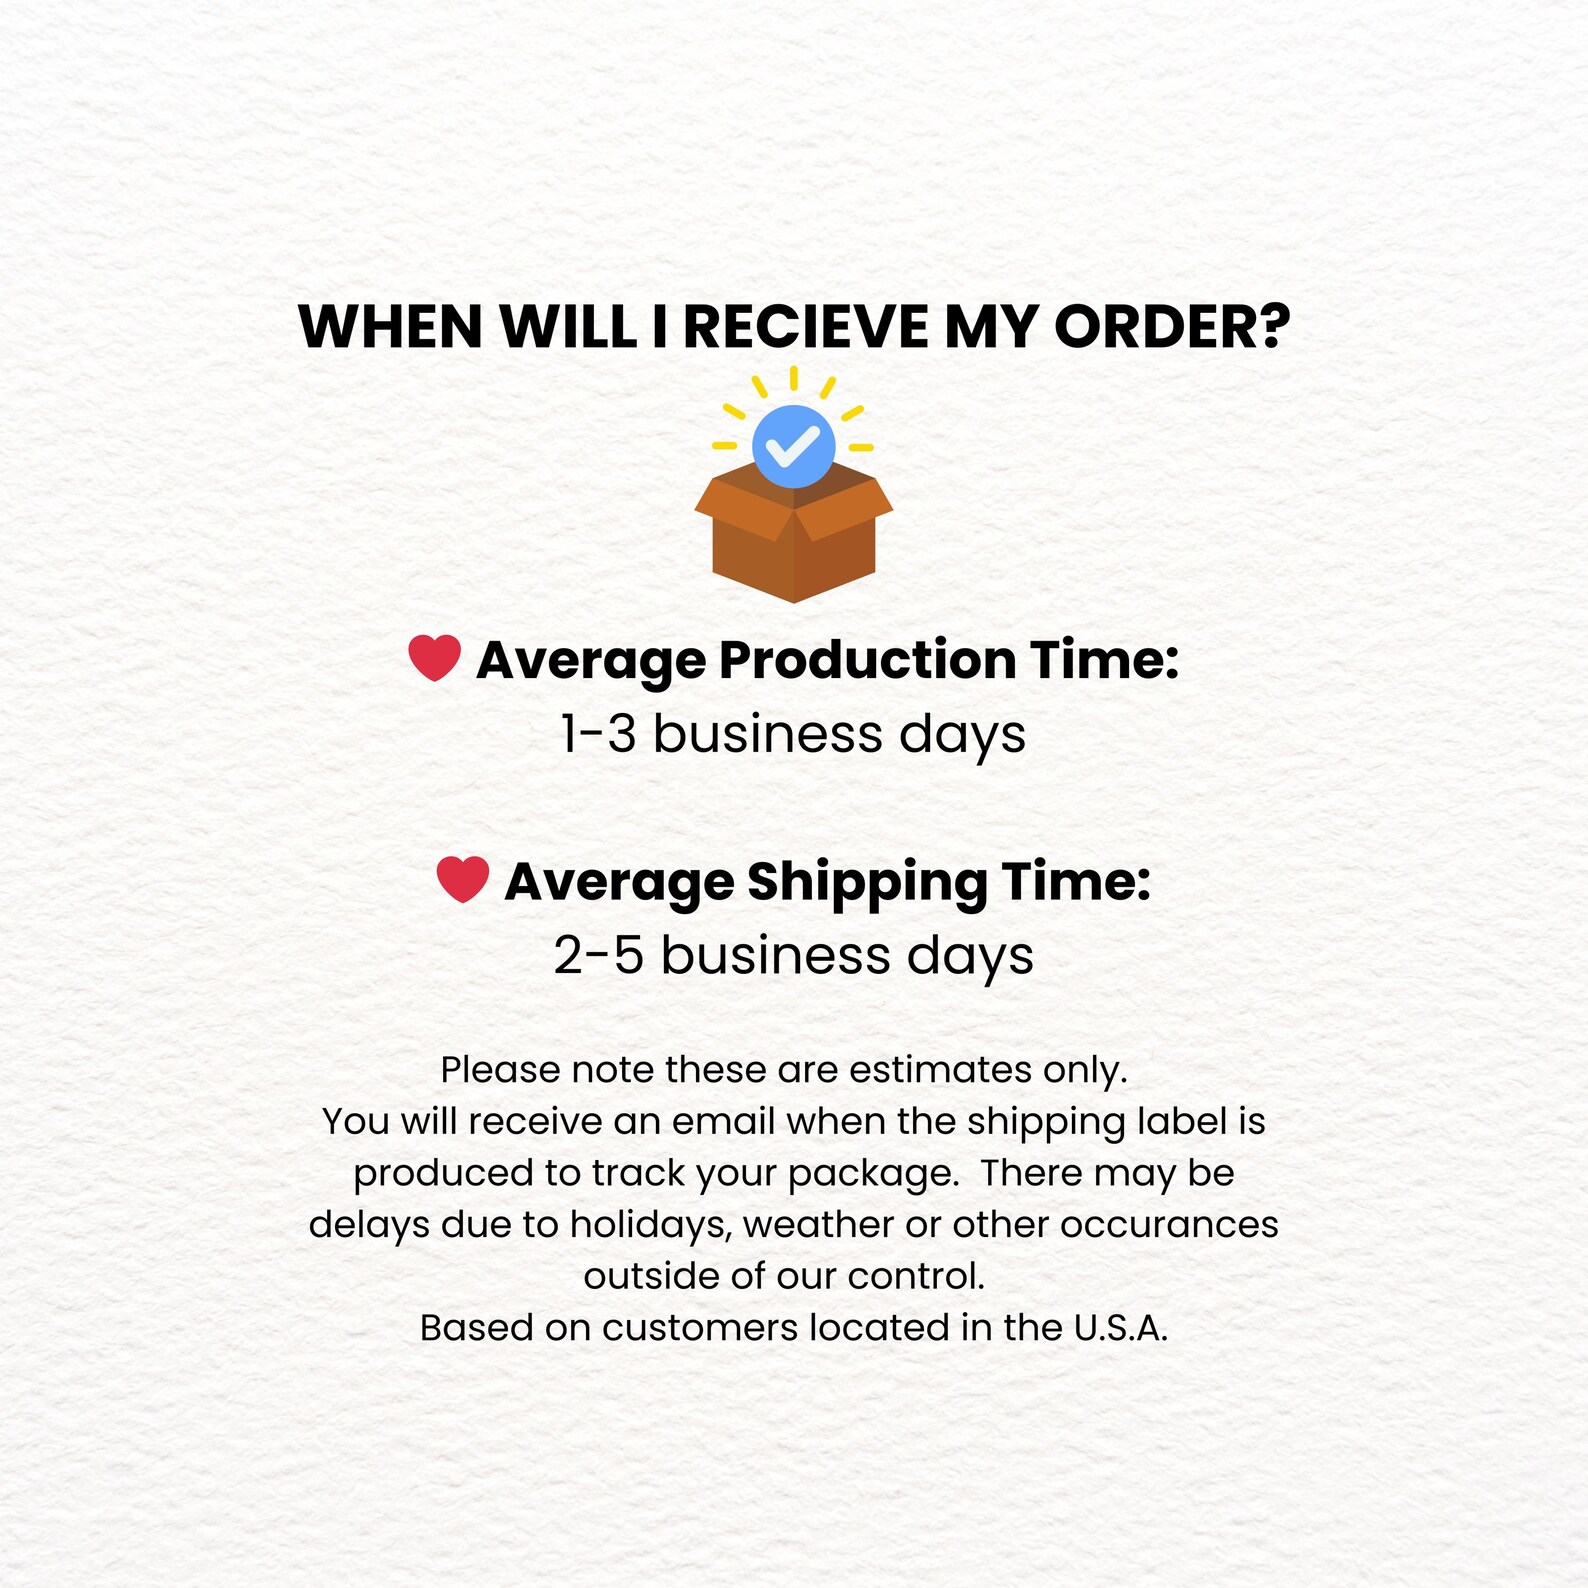 WHEN WILL I RECIEVE MY ORDER?
Average Production Time:
1-3 business days
Average Shipping Time:
2-5 business days
Please note these are estimates only.
You will receive an email when the shipping label is
produced to track your package.  There may be
delays due to holidays, weather or other occurances
outside of our control.
Based on customers located in the U.S.A.